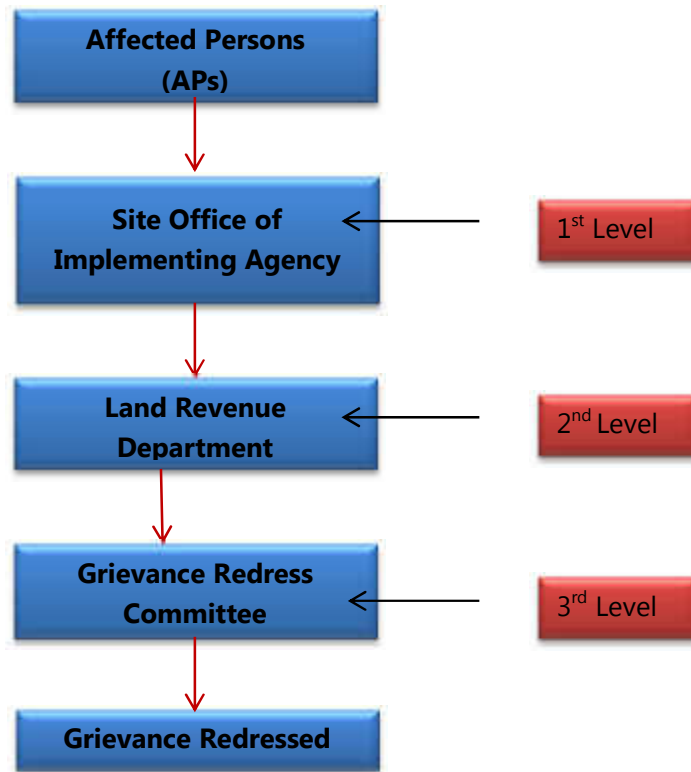 Affected Persons
(APs)
Site Office of
Implementing Agency
1st Level
Land Revenue
Department
2nd Level
Grievance Redress
Committee
3rd Level
Grievance Redressed